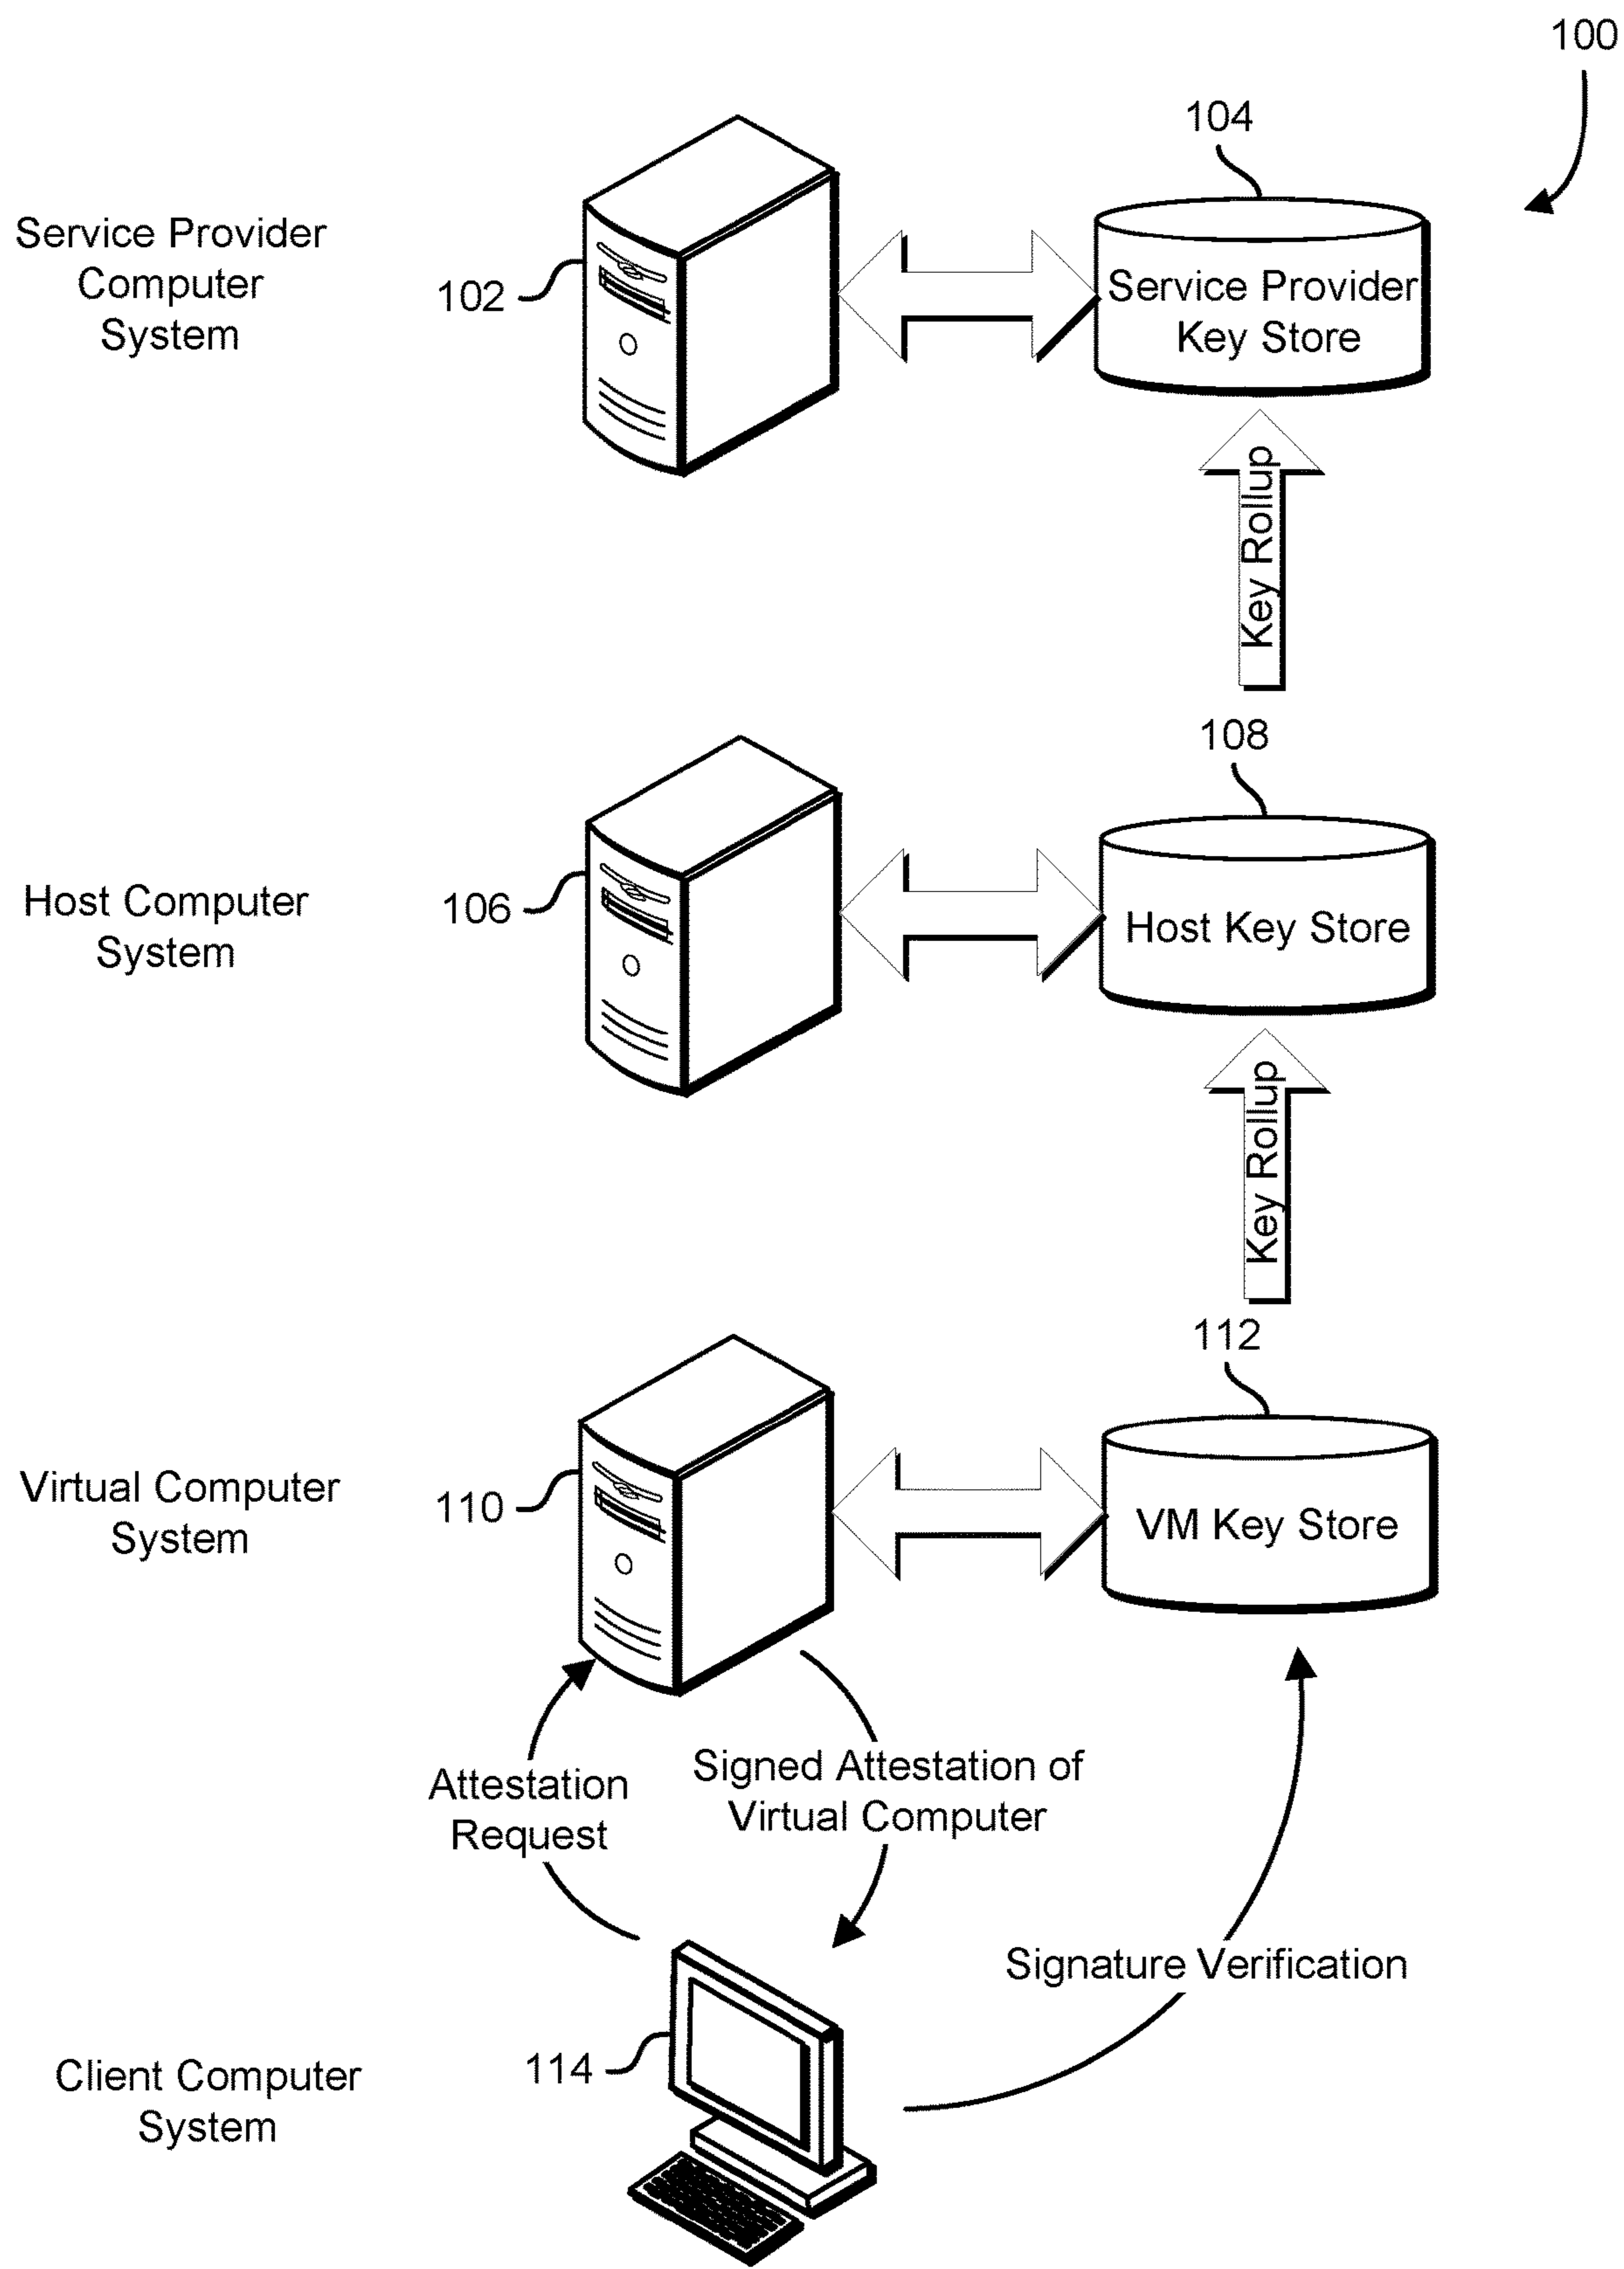 100
104
Service Provider
Computer
System
102
Service Provider
Key Store
Key Rollup
108
Host Computer
System
106
Host Key Store
Key Rollup
112
Virtual Computer
System
110
VM Key Store
Attestation
Request
Signed Attestation of
Virtual Computer
Signature Verification
Client Computer
System
114